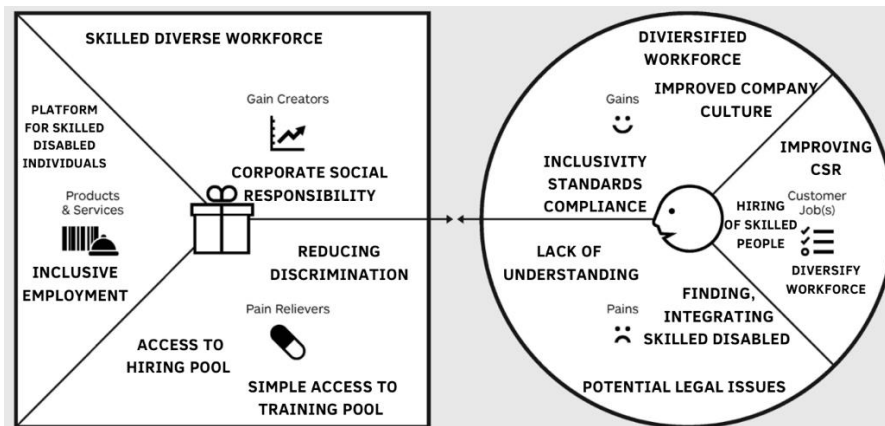 SKILLED DIVERSE WORKFORCE
PLATFORM
FOR SKILLED
DISABLED
INDIVIDUALS
Gain Creators
CORPORATE SOCIAL
RESPONSIBILITY
Products
& Services
INCLUSIVE
EMPLOYMENT
REDUCING
DISCRIMINATION
Pain Relievers
ACCESS TO
HIRING POOL
SIMPLE ACCESS TO
TRAINING POOL
DIVIERSIFIED
WORKFORCE
Gains
IMPROVED COMPANY
CULTURE
INCLUSIVITY
STANDARDS
COMPLIANCE
IMPROVING
CSR
Customer
Job(s)
HIRING
OF SKILLED
PEOPLE
DIVERSIFY
WORKFORCE
LACK OF
UNDERSTANDING
Pains
FINDING,
INTEGRATING
SKILLED DISABLED
POTENTIAL LEGAL ISSUES